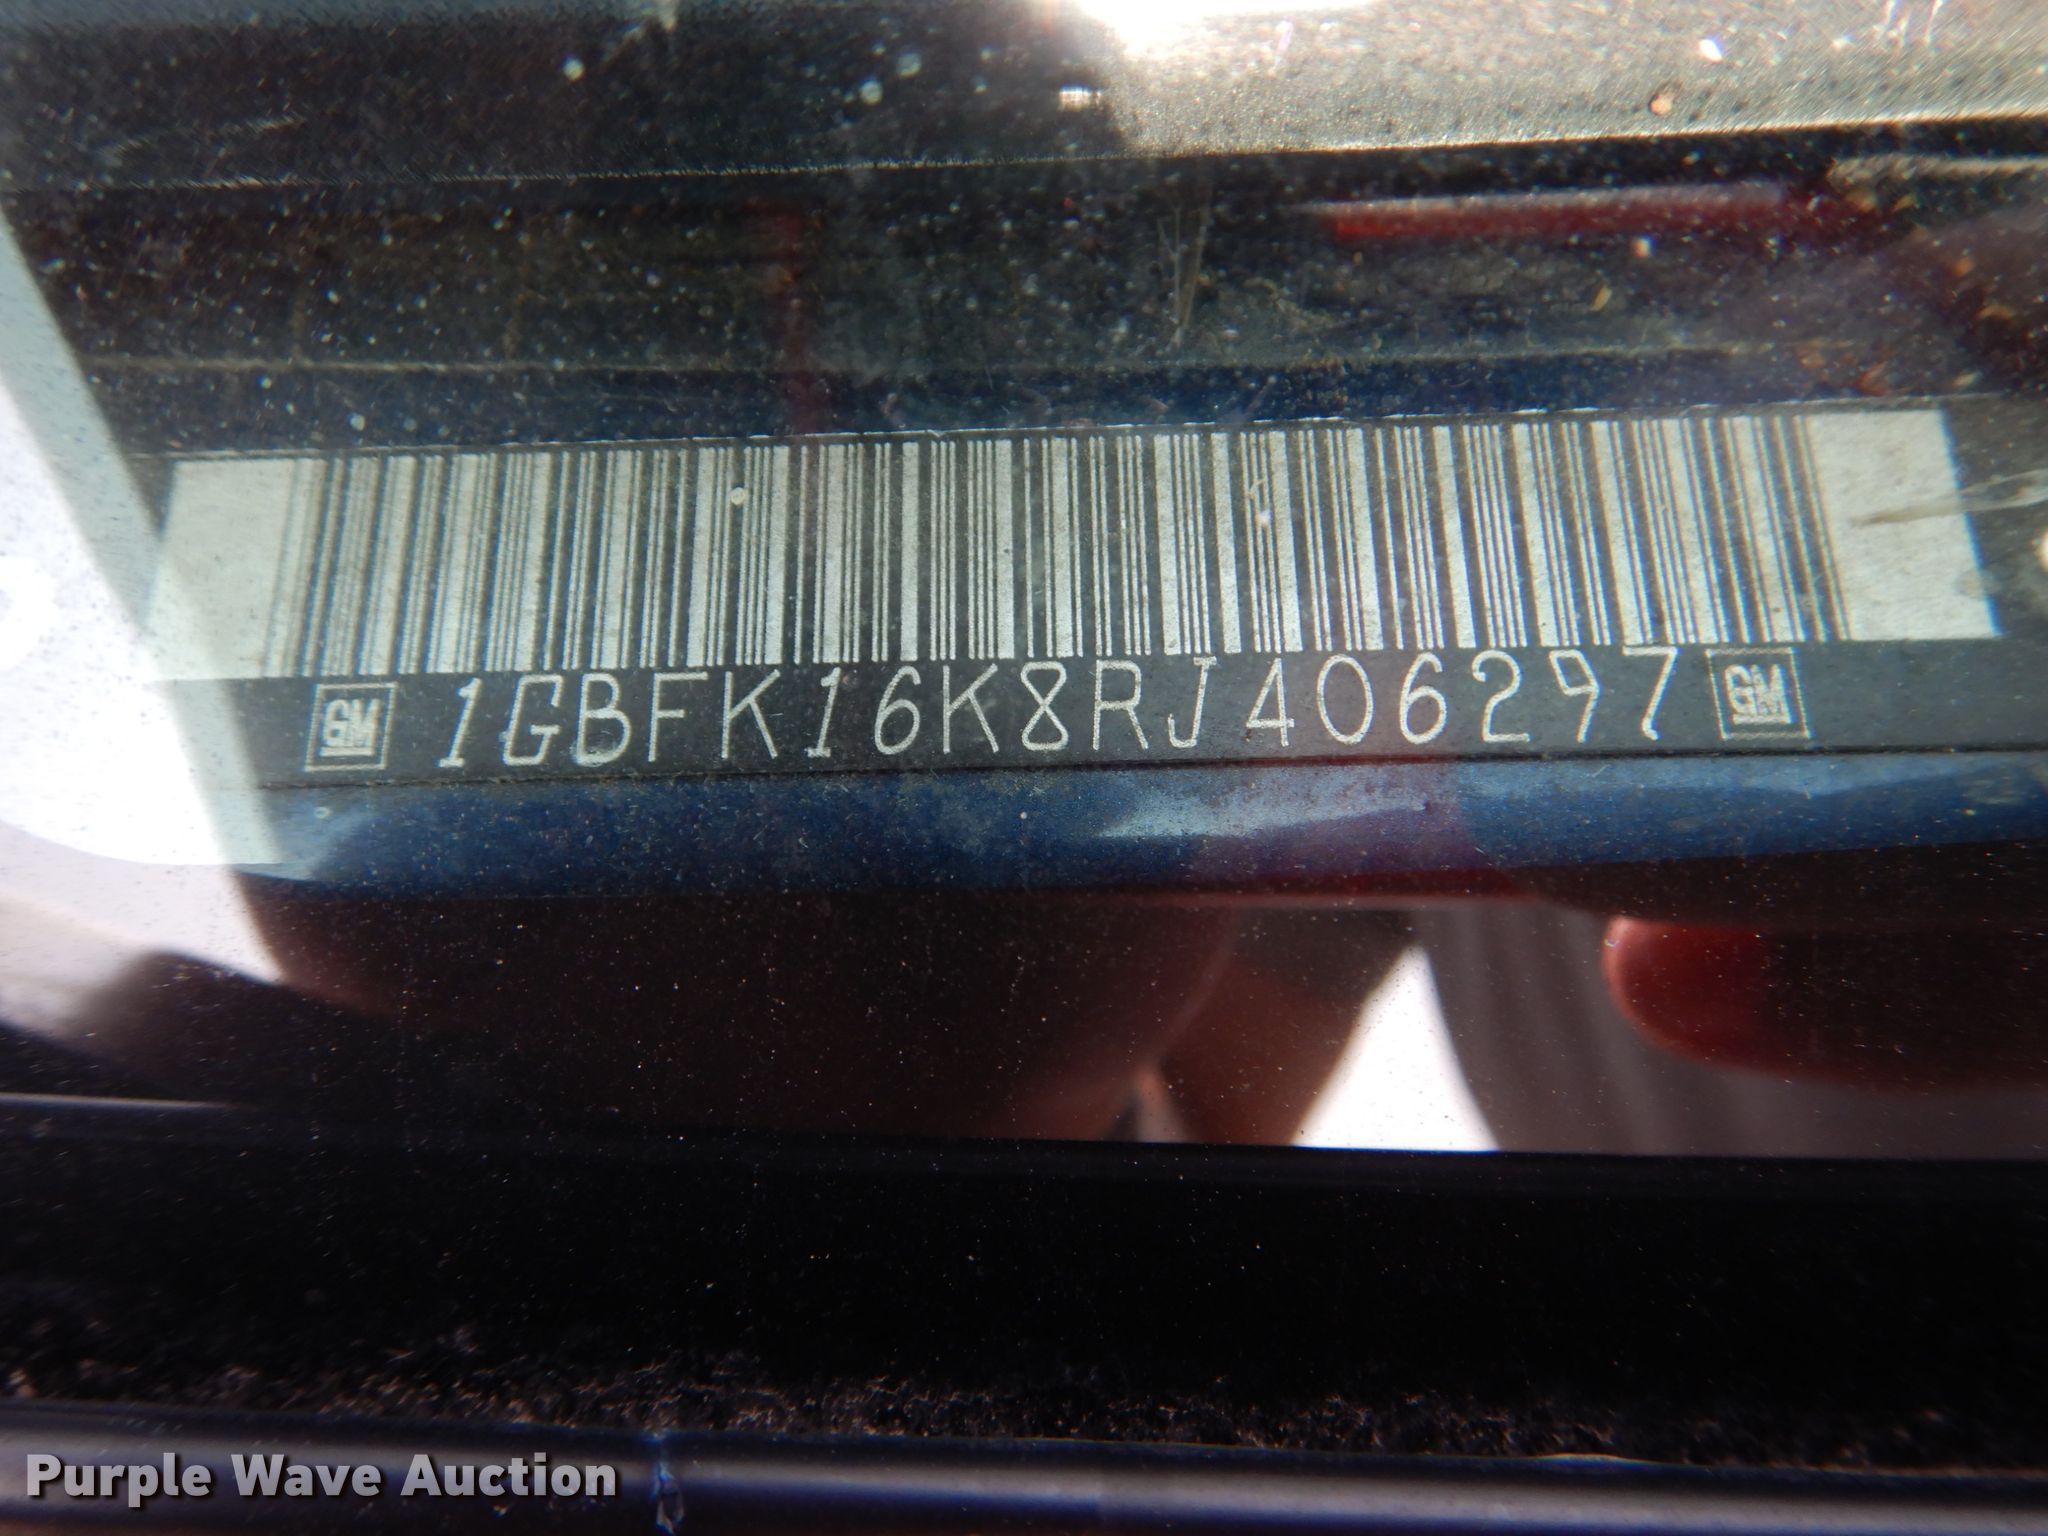 GM 1GBFK16K8RJ406297 GM
Purple Wave Auction